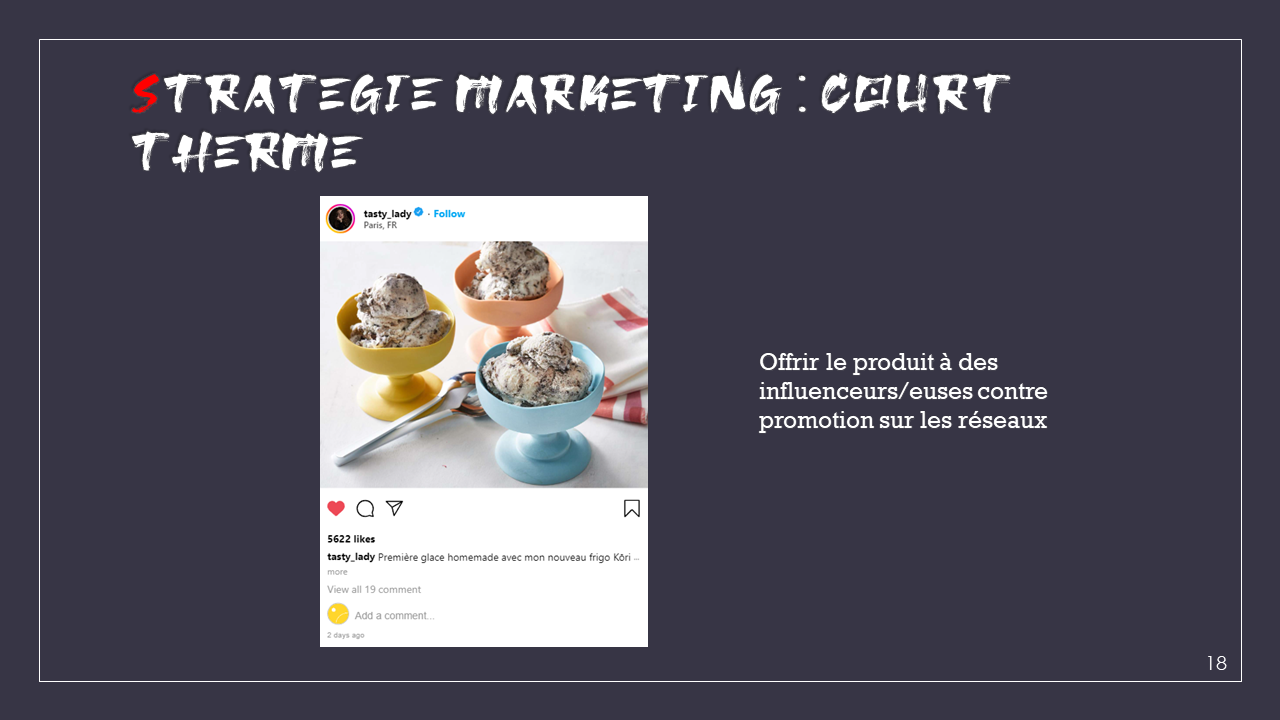 STRATEGIE MARKETING : COURT
THERME
tasty_lady · Follow
Paris, FR
Offrir le produit à des
influenceurs/euses contre
promotion sur les réseaux
5622 likes
tasty_lady Première glace homemade avec mon nouveau frigo Kōri ...
more
View all 19 comment
Add a comment...
2 days ago
18